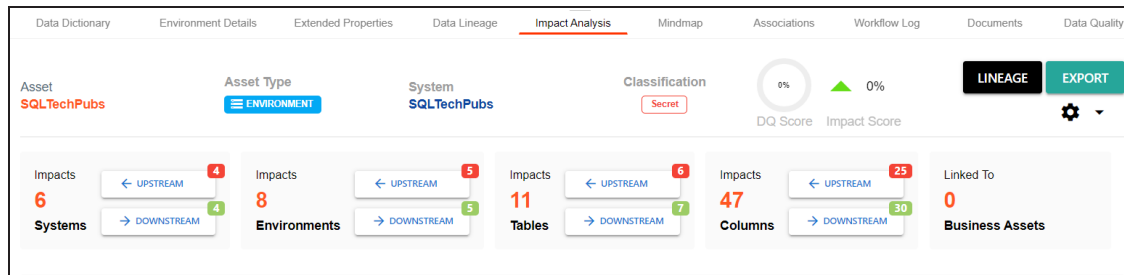 Data Dictionary Environment Details Extended Properties Data Lineage Impact Analysis Mindmap Associations Workflow Log Documents Data Quality
Asset
SQLTechPubs
Asset Type
ENVIRONMENT
System
SQLTechPubs
Classification
Secret
0%
DQ Score
0%
Impact Score
LINEAGE
EXPORT
Impacts
6
Systems
UPSTREAM
4
DOWNSTREAM
4
Impacts
8
Environments
UPSTREAM
5
DOWNSTREAM
5
Impacts
11
Tables
UPSTREAM
6
DOWNSTREAM
7
Impacts
47
Columns
UPSTREAM
25
DOWNSTREAM
30
Linked To
0
Business Assets